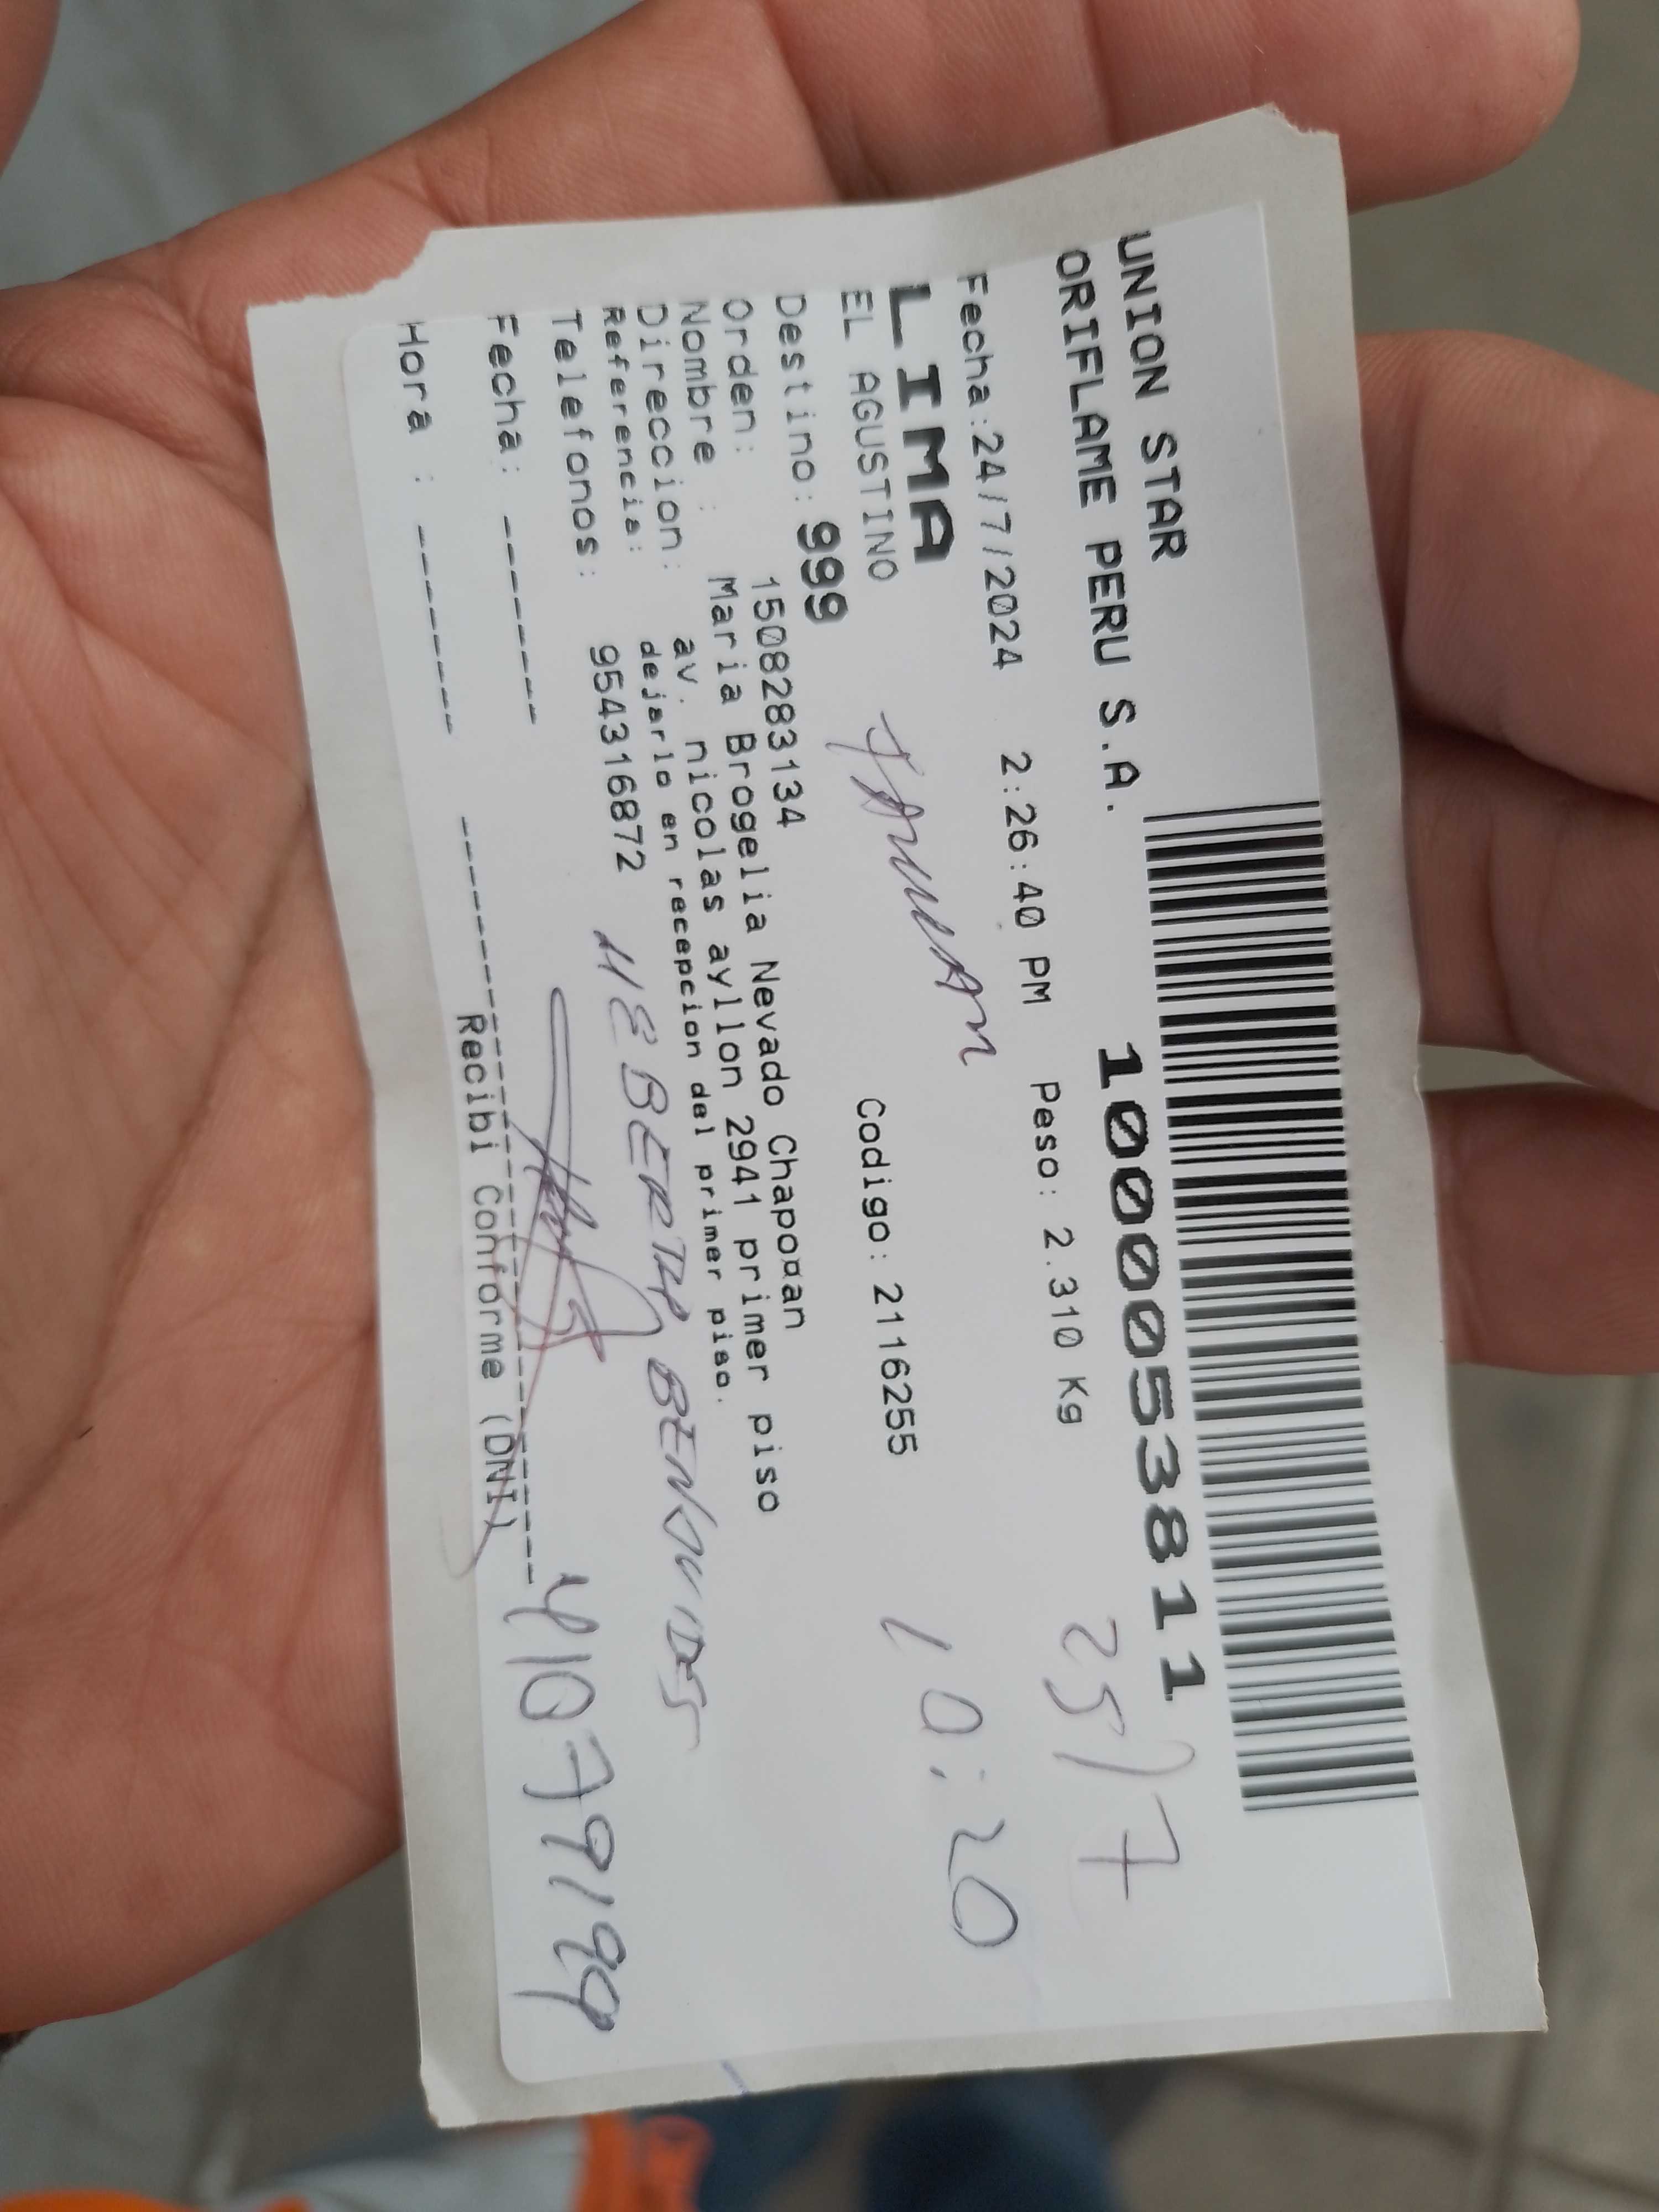 UNION STAR
ORIFLAME PERU S.A.
1000053811
25/7
Fecha:24/7/2024 2:26:40 PM Peso: 2.310 Kg
LIMA
EL AGUSTINO Codigo: 2116255
10:20
Destino: 999
Orden: 1508283134
Nombre : Maria Brogelia Nevado Chapo¤an
Direccion: av. nicolas ayllon 2941 primer piso
Referencia: dejarlo en recepcion del primer piso.
Telefonos: 954316872
HEBERTH BENAVIDES
Fecha: -------
Hora : -------
41079199
Recibi Conforme (DNI)